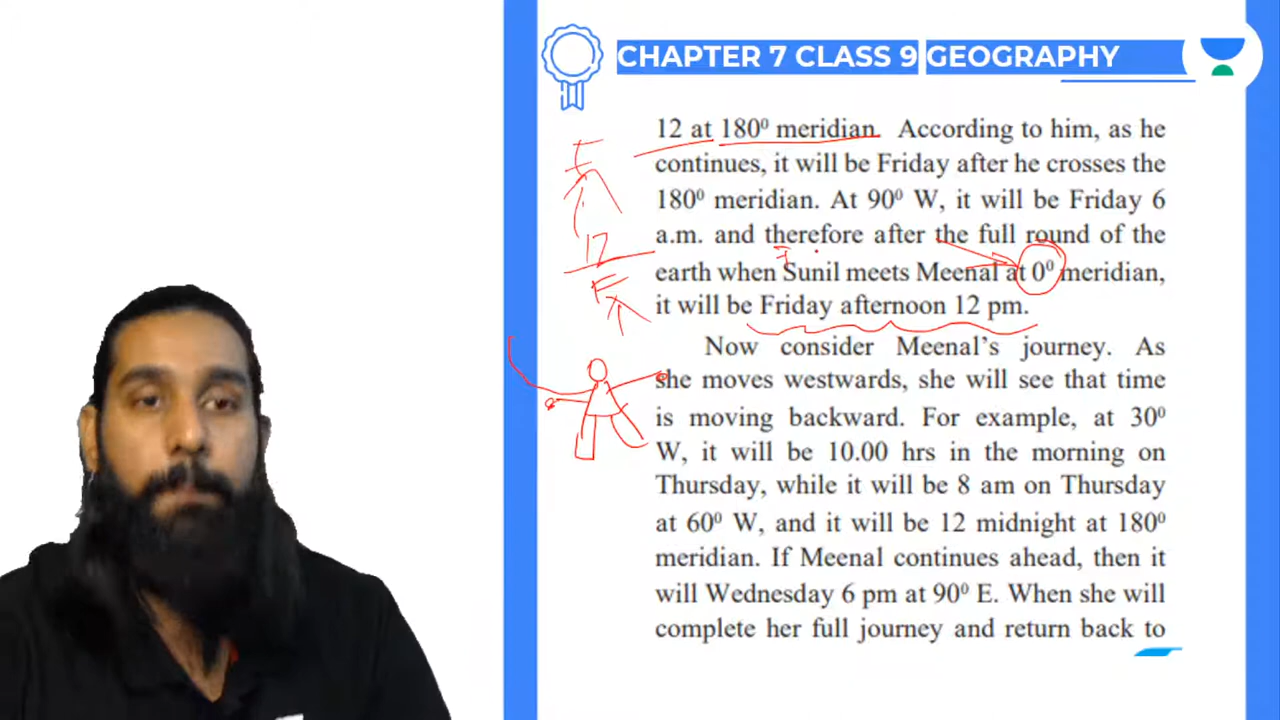 CHAPTER 7 CLASS 9 GEOGRAPHY
12 at 180⁰ meridian. According to him, as he
continues, it will be Friday after he crosses the
180⁰ meridian. At 90⁰ W, it will be Friday 6
a.m. and therefore after the full round of the
earth when Sunil meets Meenal at 0⁰ meridian,
it will be Friday afternoon 12 pm.
Now consider Meenal's journey. As
she moves westwards, she will see that time
is moving backward. For example, at 30⁰
W, it will be 10.00 hrs in the morning on
Thursday, while it will be 8 am on Thursday
at 60⁰ W, and it will be 12 midnight at 180⁰
meridian. If Meenal continues ahead, then it
will Wednesday 6 pm at 90⁰ E. When she will
complete her full journey and return back to
12